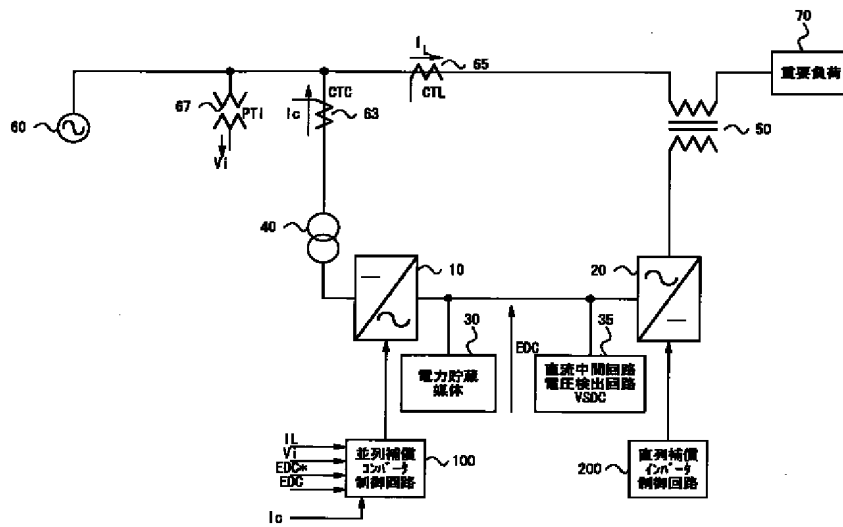 70
重要負荷
IL
65
CTL
CTC
63
Ic
67
PTI
Vi
60
50
40
10
20
30
電力貯蔵
媒体
EDC
35
直流中間回路
電圧検出回路
VSDC
IL
Vi
EDC*
EDC
Ic
並列補償
コンバータ
制御回路
100
200
直列補償
インバータ
制御回路